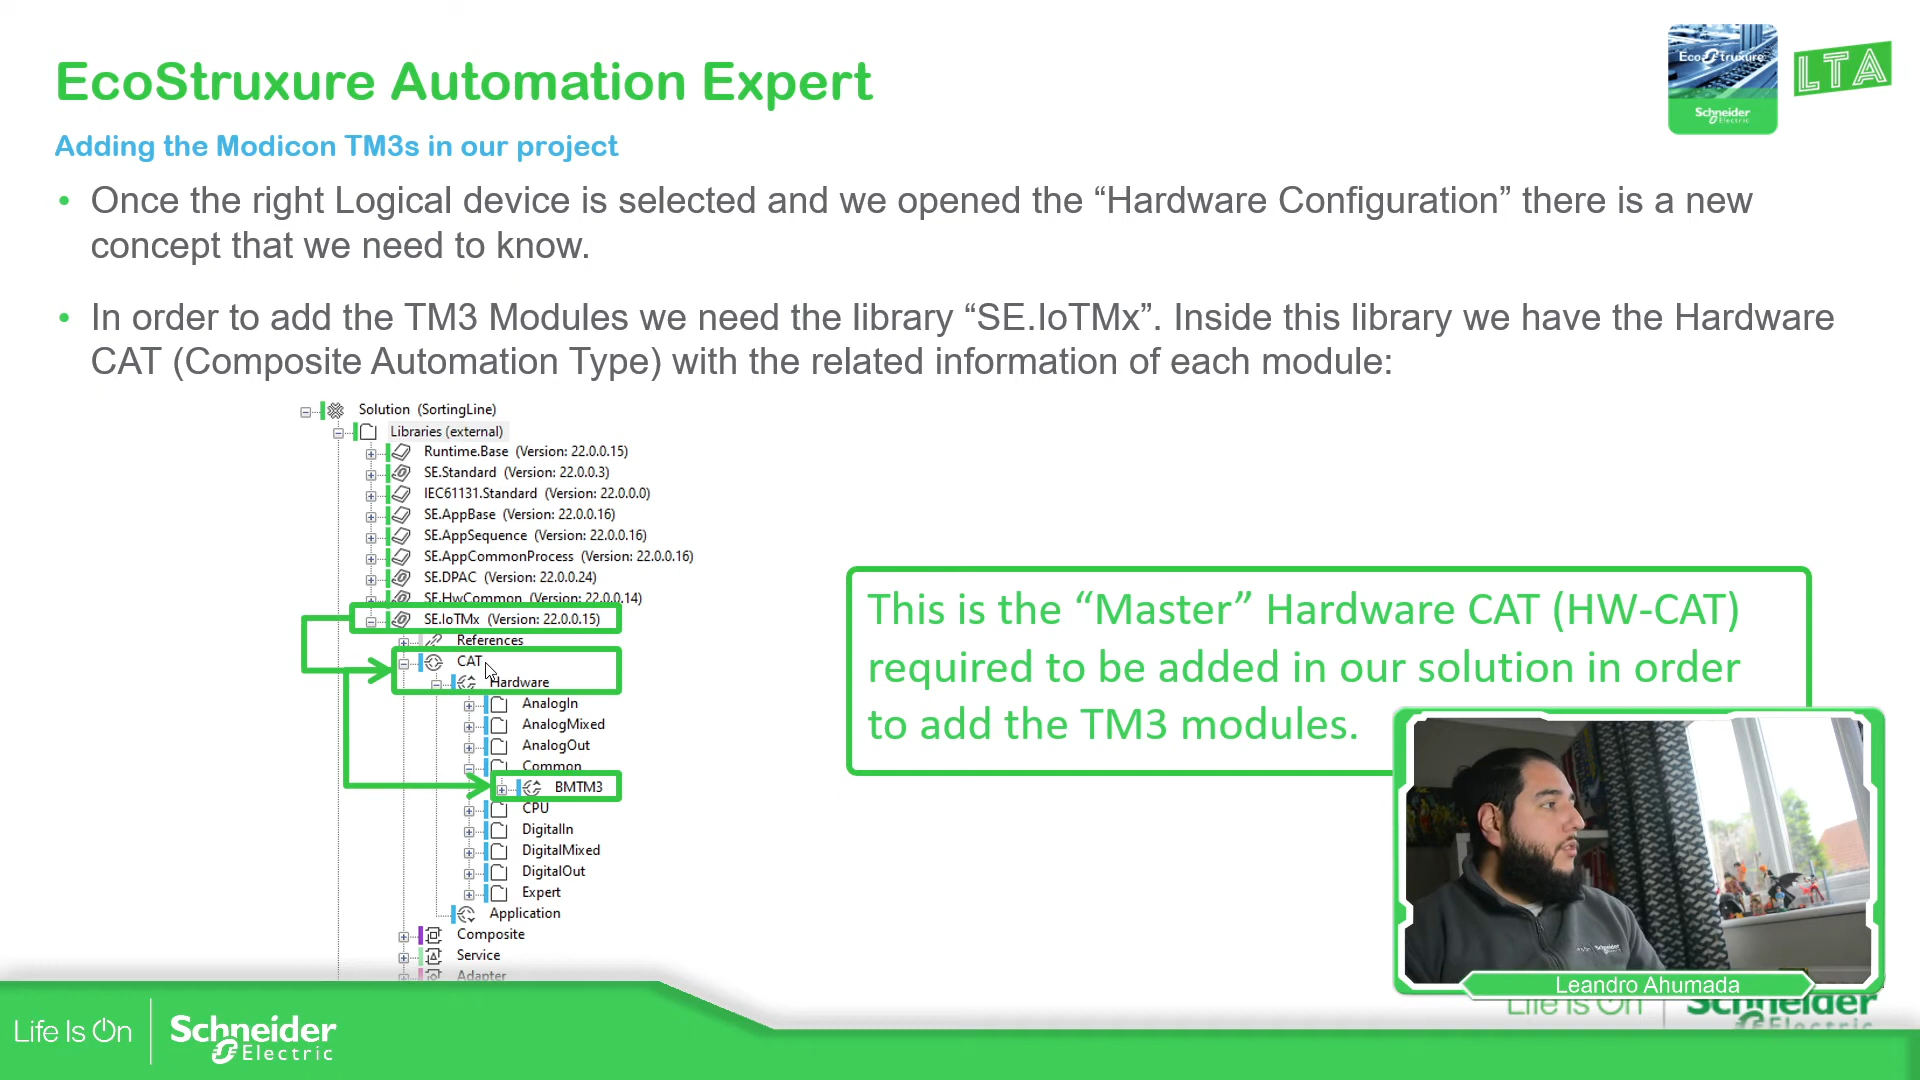 EcoStruxure Automation Expert
EcoStruxure
Schneider
Electric
LTA
Adding the Modicon TM3s in our project
• Once the right Logical device is selected and we opened the “Hardware Configuration” there is a new
concept that we need to know.
• In order to add the TM3 Modules we need the library “SE.IoTMx”. Inside this library we have the Hardware
CAT (Composite Automation Type) with the related information of each module:
Solution (SortingLine)
Libraries (external)
Runtime.Base (Version: 22.0.0.15)
SE.Standard (Version: 22.0.0.3)
IEC61131.Standard (Version: 22.0.0.0)
SE.AppBase (Version: 22.0.0.16)
SE.AppSequence (Version: 22.0.0.16)
SE.AppCommonProcess (Version: 22.0.0.16)
SE.DPAC (Version: 22.0.0.24)
SE.HwCommon (Version: 22.0.0.14)
SE.IoTMx (Version: 22.0.0.15)
References
CAT
Hardware
AnalogIn
AnalogMixed
AnalogOut
Common
BMTM3
CPU
DigitalIn
DigitalMixed
DigitalOut
Expert
Application
Composite
Service
Adapter
This is the “Master” Hardware CAT (HW-CAT)
required to be added in our solution in order
to add the TM3 modules.
Schneider
Leandro Ahumada
Life Is On
Schneider
Electric
Life Is On
Schneider
Electric